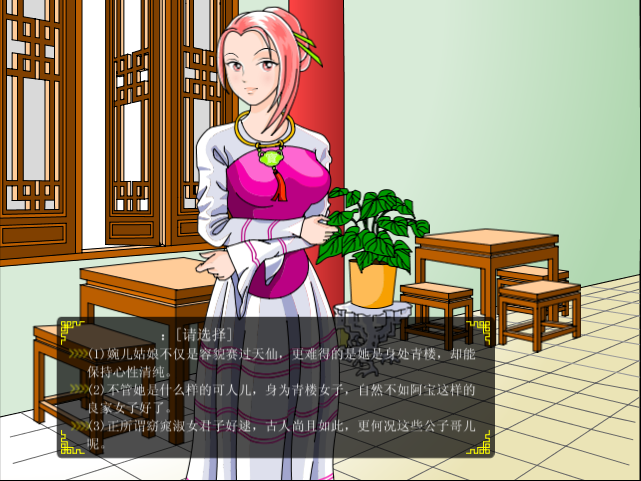 ：[请选择]
(1)婉儿姑娘不仅是容貌赛过天仙，更难得的是她是身处青楼，却能
保持心性清纯。
(2)不管她是什么样的可人儿，身为青楼女子，自然不如阿宝这样的
良家女子好了。
(3)正所谓窈窕淑女君子好逑，古人尚且如此，更何况这些公子哥儿
呢。